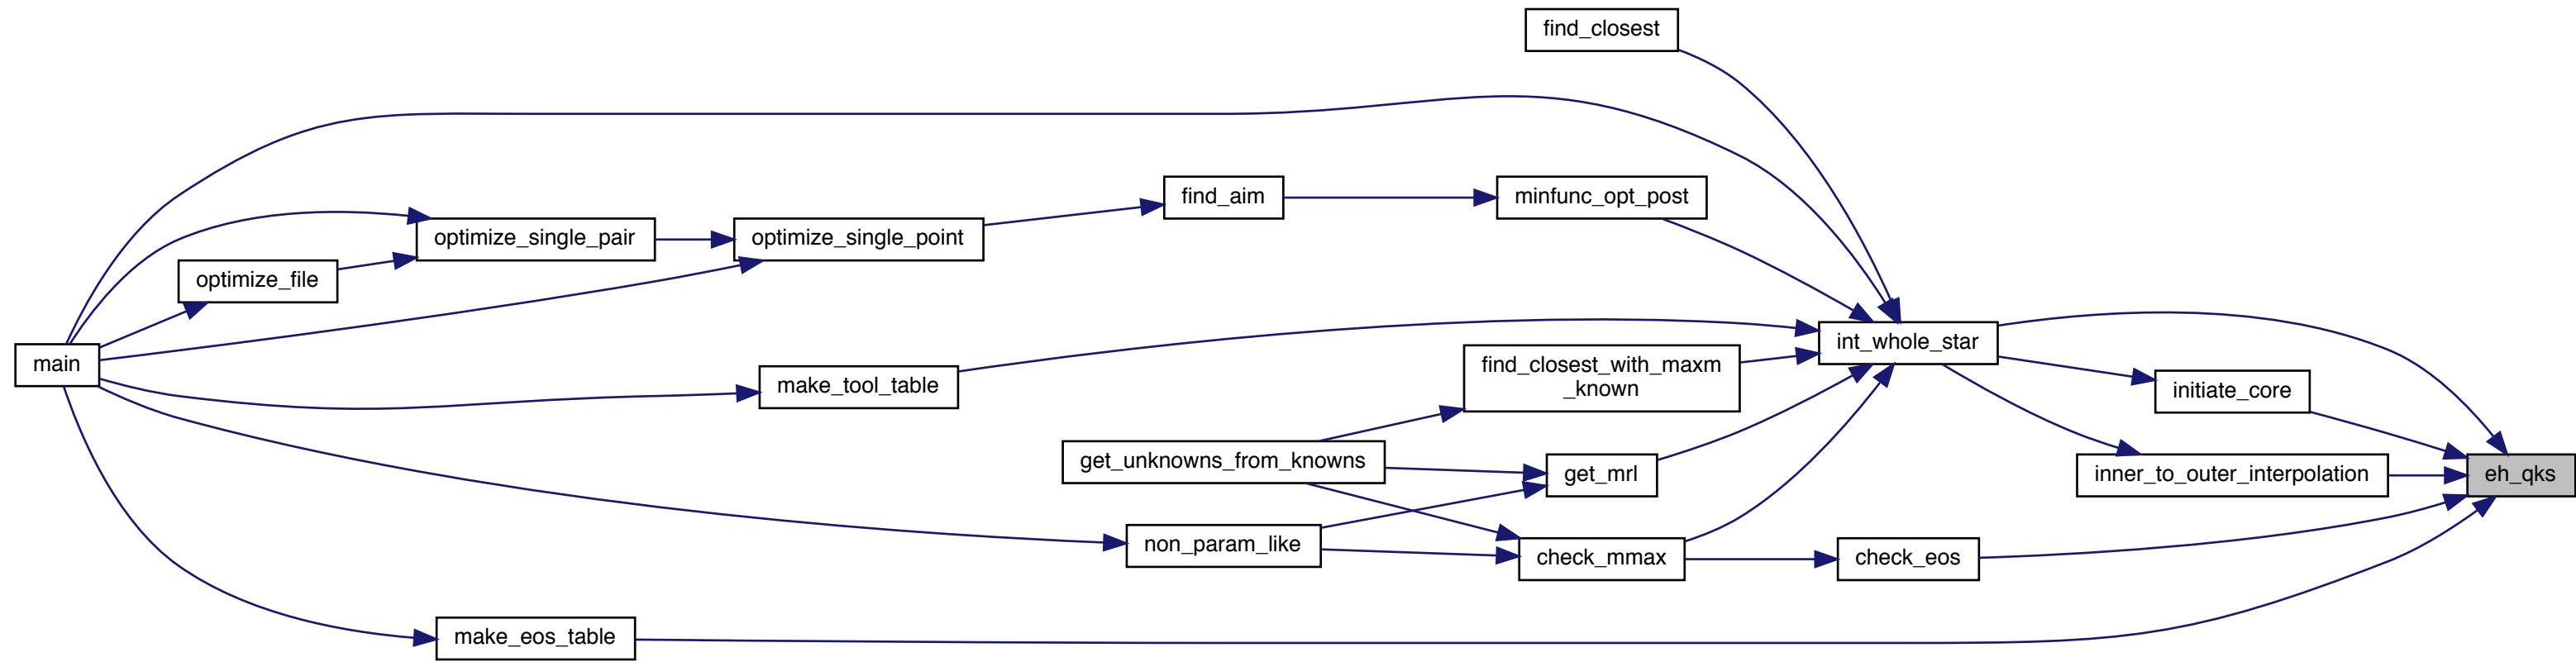 find_closest
find_aim
minfunc_opt_post
optimize_single_pair
optimize_single_point
optimize_file
int_whole_star
main
find_closest_with_maxm
_known
make_tool_table
initiate_core
get_unknowns_from_knowns
get_mrl
inner_to_outer_interpolation
eh_qks
non_param_like
check_mmax
check_eos
make_eos_table